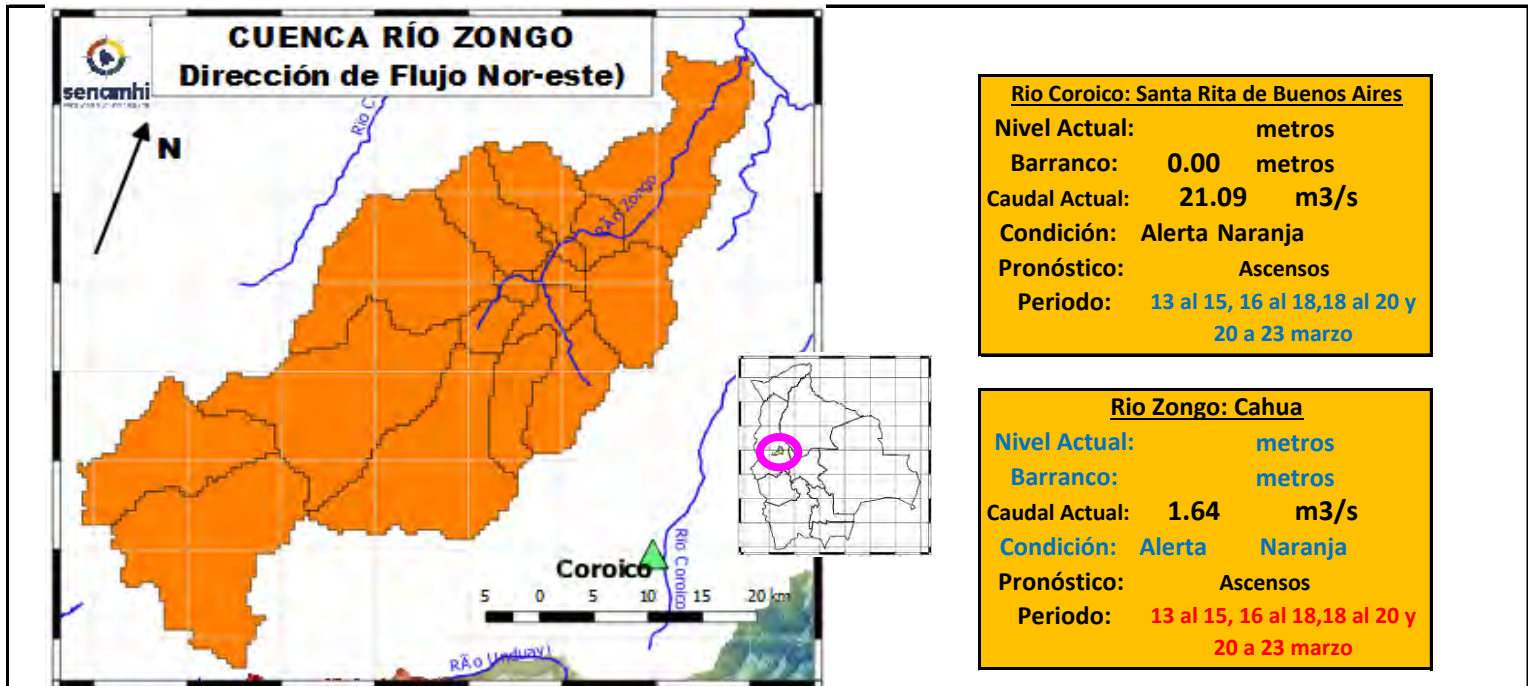 CUENCA RÍO ZONGO
Dirección de Flujo Nor-este)
senamhi
N
Río C
RÃo Zongo
Coroico
Río Coroico
5 0 5 10 15 20 km
RÃo Unduavi
Rio Coroico: Santa Rita de Buenos Aires
Nivel Actual: metros
Barranco: 0.00 metros
Caudal Actual: 21.09 m3/s
Condición: Alerta Naranja
Pronóstico: Ascensos
Periodo: 13 al 15, 16 al 18,18 al 20 y
20 a 23 marzo
Rio Zongo: Cahua
Nivel Actual: metros
Barranco: metros
Caudal Actual: 1.64 m3/s
Condición: Alerta Naranja
Pronóstico: Ascensos
Periodo: 13 al 15, 16 al 18,18 al 20 y
20 a 23 marzo